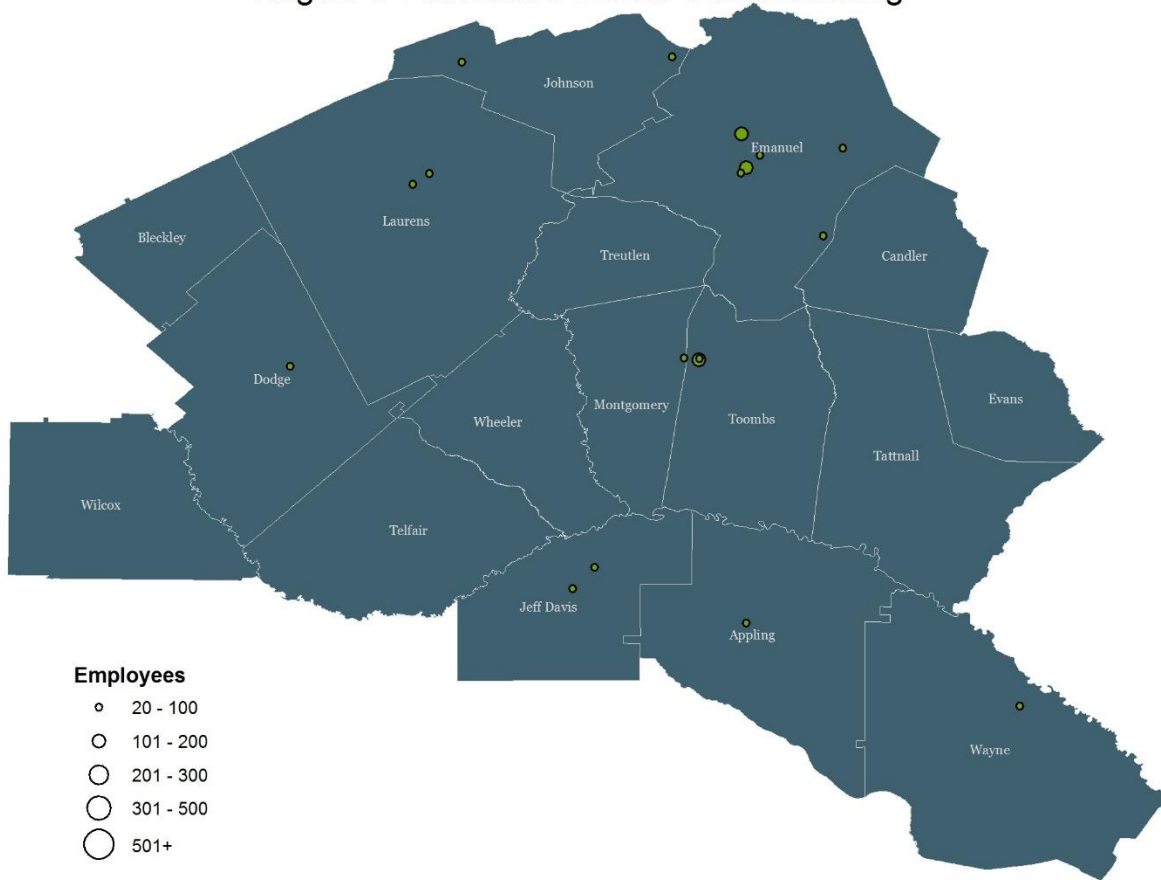 Johnson
Emanuel
Laurens
Bleckley
Treutlen
Candler
Dodge
Evans
Montgomery
Wheeler
Toombs
Tattnall
Wilcox
Telfair
Jeff Davis
Appling
Wayne
Employees
20 - 100
101 - 200
201 - 300
301 - 500
501+